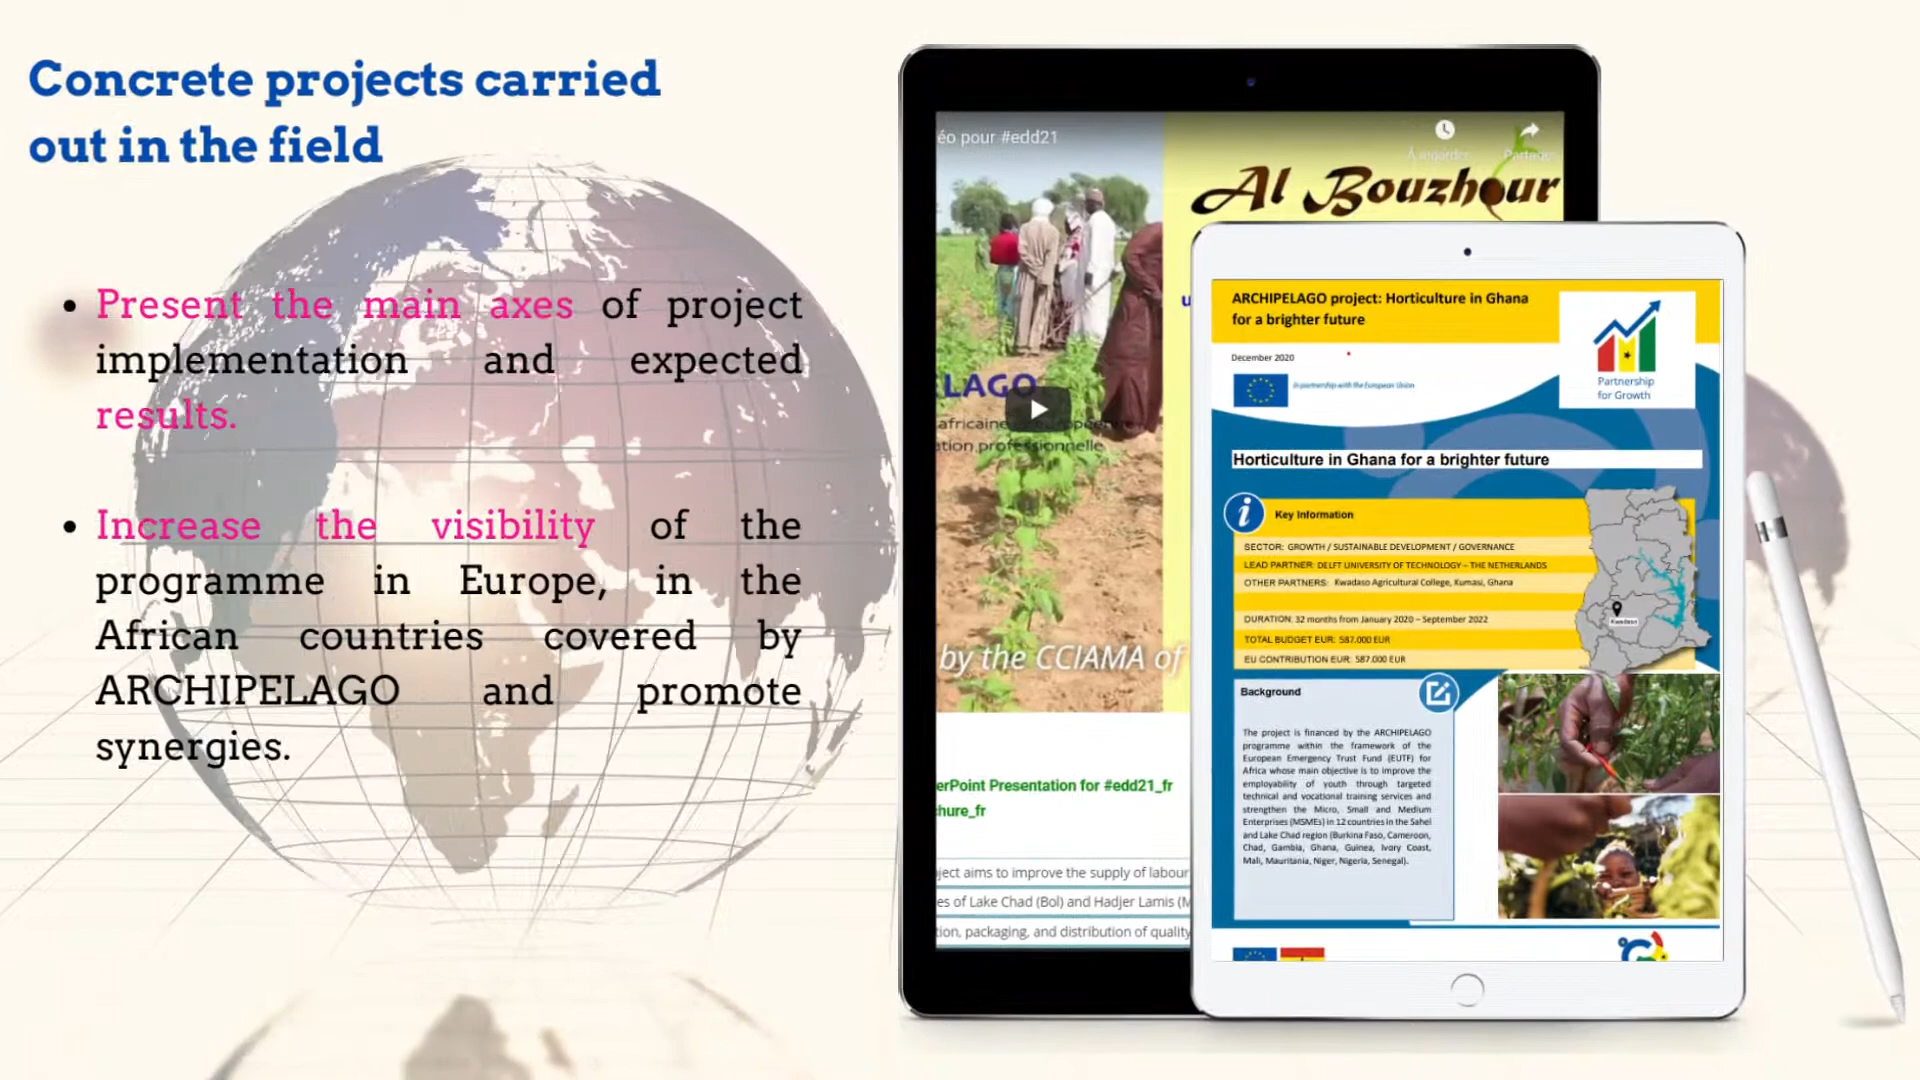 Concrete projects carried
out in the field
• Present the main axes of project
implementation and expected
results.
• Increase the visibility of the
programme in Europe, in the
African countries covered by
ARCHIPELAGO and promote
synergies.
éo pour #edd21
À regarder
Partager
Al Bouzhour
u
LAGO
africaine
ation professionnelle
by the CCIAMA of
erPoint Presentation for #edd21_fr
hure_fr
ject aims to improve the supply of labour
es of Lake Chad (Bol) and Hadjer Lamis (M
tion, packaging, and distribution of quality
ARCHIPELAGO project: Horticulture in Ghana
for a brighter future
December 2020
In partnership with the European Union
Partnership
for Growth
Horticulture in Ghana for a brighter future
i
Key Information
SECTOR: GROWTH / SUSTAINABLE DEVELOPMENT / GOVERNANCE
LEAD PARTNER: DELFT UNIVERSITY OF TECHNOLOGY – THE NETHERLANDS
OTHER PARTNERS: Kwadaso Agricultural College, Kumasi, Ghana
DURATION: 32 months from January 2020 – September 2022
TOTAL BUDGET EUR: 587.000 EUR
EU CONTRIBUTION EUR: 587.000 EUR
Kwadaso
Background
The project is financed by the ARCHIPELAGO
programme within the framework of the
European Emergency Trust Fund (EUTF) for
Africa whose main objective is to improve the
employability of youth through targeted
technical and vocational training services and
strengthen the Micro, Small and Medium
Enterprises (MSMEs) in 12 countries in the Sahel
and Lake Chad region (Burkina Faso, Cameroon,
Chad, Gambia, Ghana, Guinea, Ivory Coast,
Mali, Mauritania, Niger, Nigeria, Senegal).